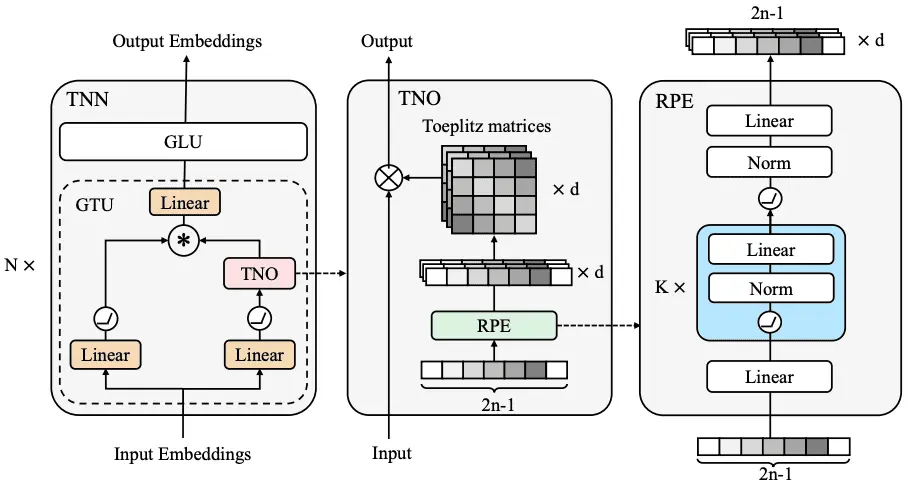 Output Embeddings
TNN
GLU
GTU
Linear
*
TNO
Linear
Linear
N ×
Input Embeddings
Output
TNO
Toeplitz matrices
× d
× d
RPE
2n-1
Input
2n-1
× d
RPE
Linear
Norm
Linear
K ×
Norm
Linear
2n-1